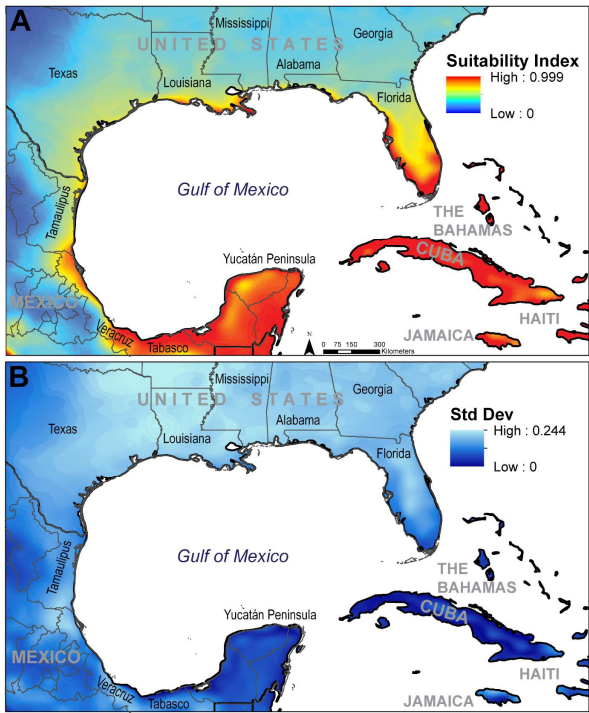 A
Mississippi
Georgia
UNITED STATES
Suitability Index
High : 0.999
Low : 0
Texas
Alabama
Louisiana
Florida
Gulf of Mexico
Tamaulipas
THE
BAHAMAS
CUBA
Yucatán Peninsula
MEXICO
HAITI
Veracruz
Tabasco
JAMAICA
N
0 75 150 300
Kilometers
B
Mississippi
Georgia
UNITED STATES
Std Dev
High : 0.244
Low : 0
Texas
Alabama
Louisiana
Florida
Gulf of Mexico
Tamaulipus
THE
BAHAMAS
CUBA
Yucatán Peninsula
MEXICO
HAITI
Veracruz
Tabasco
JAMAICA